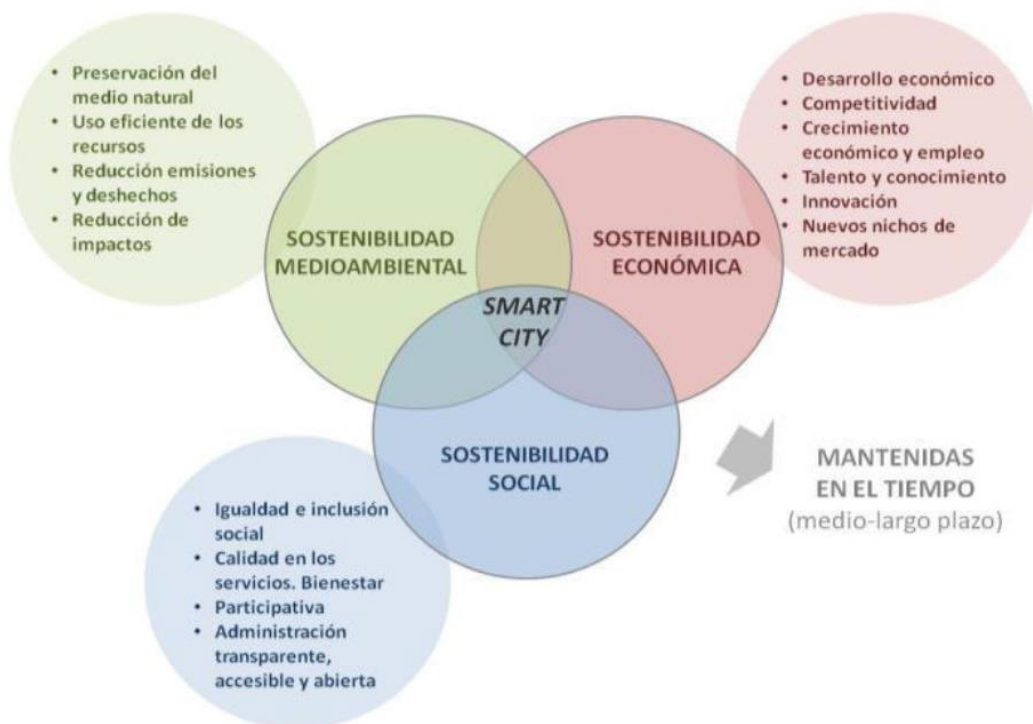 • Preservación del
medio natural
• Uso eficiente de los
recursos
• Reducción emisiones
y deshechos
• Reducción de
impactos
• Desarrollo económico
• Competitividad
• Crecimiento
económico y empleo
• Talento y conocimiento
• Innovación
• Nuevos nichos de
mercado
SOSTENIBILIDAD
MEDIOAMBIENTAL
SOSTENIBILIDAD
ECONÓMICA
SMART
CITY
SOSTENIBILIDAD
SOCIAL
MANTENIDAS
EN EL TIEMPO
(medio-largo plazo)
• Igualdad e inclusión
social
• Calidad en los
servicios. Bienestar
• Participativa
• Administración
transparente,
accesible y abierta